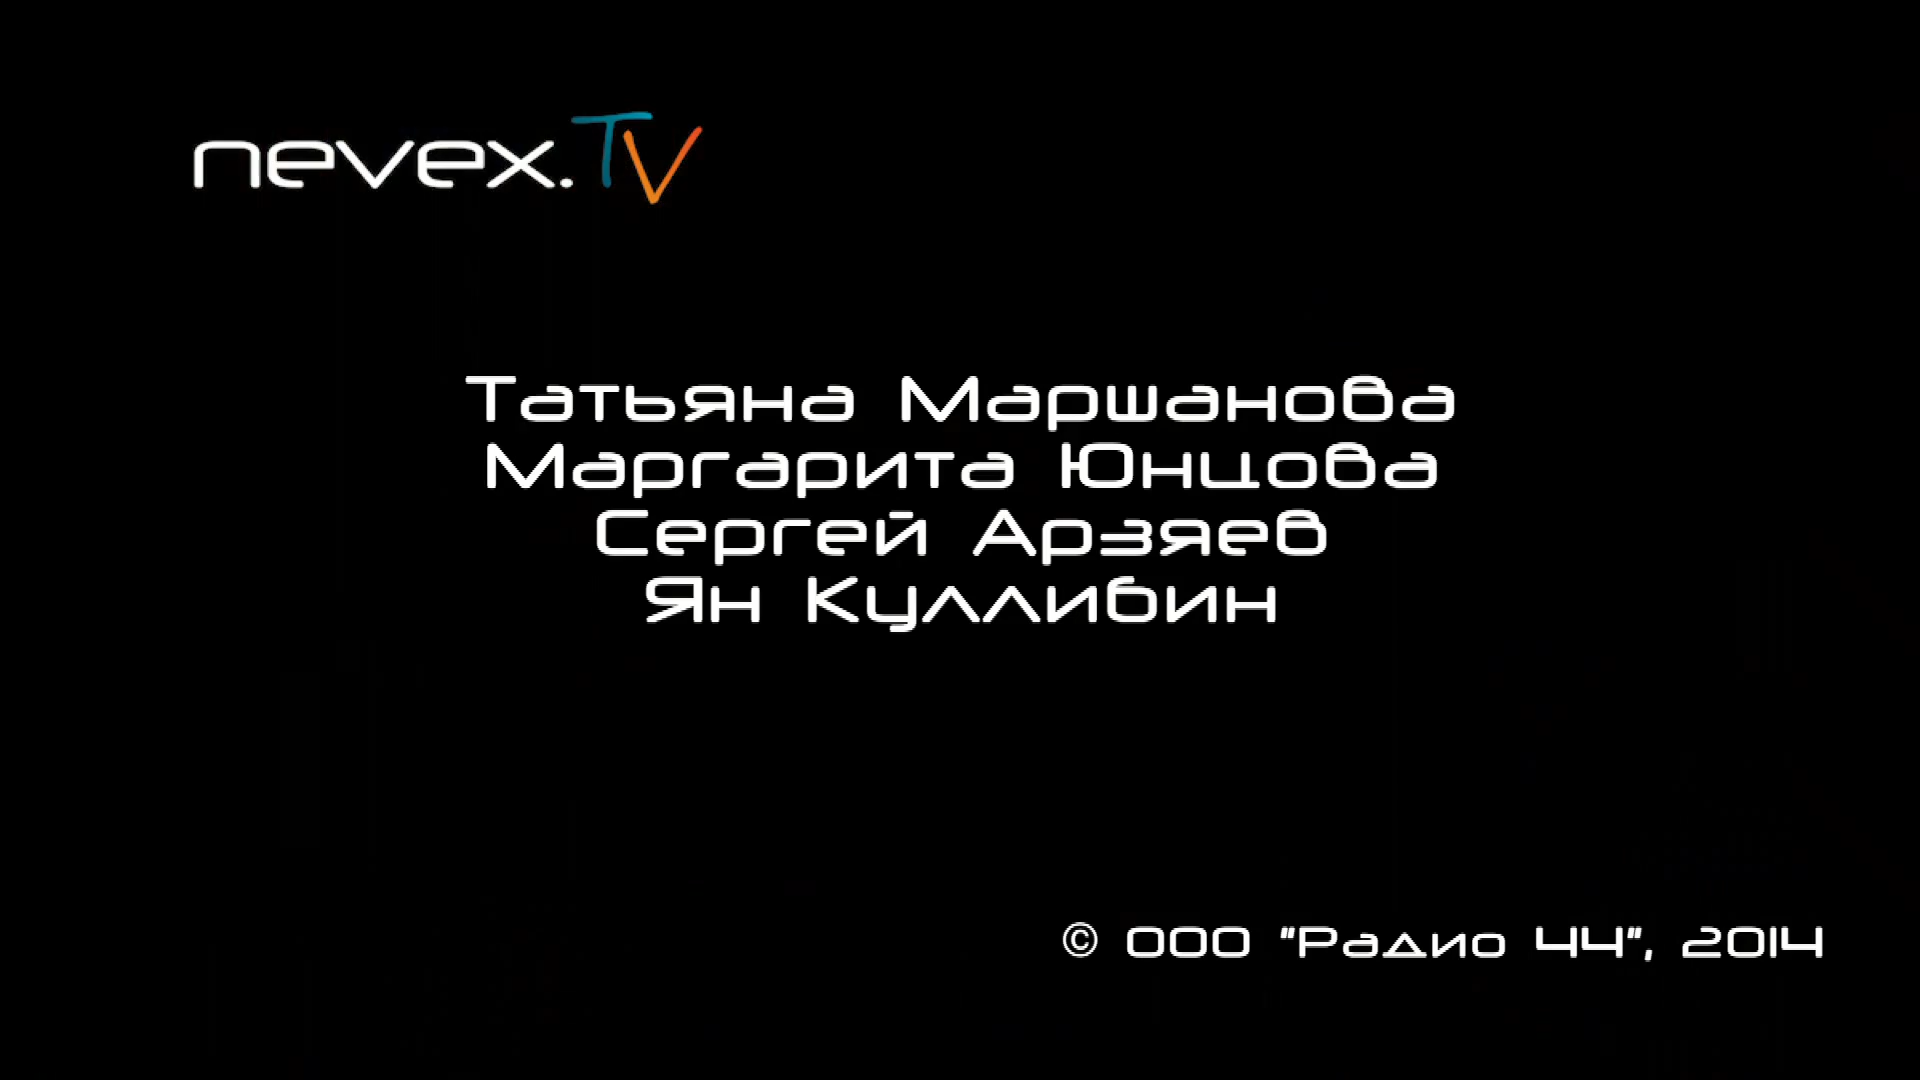 nevex.TV
Татьяна Маршанова
Маргарита Юнцова
Сергей Арзяев
Ян Куллибин
© ООО "Радио 44", 2014